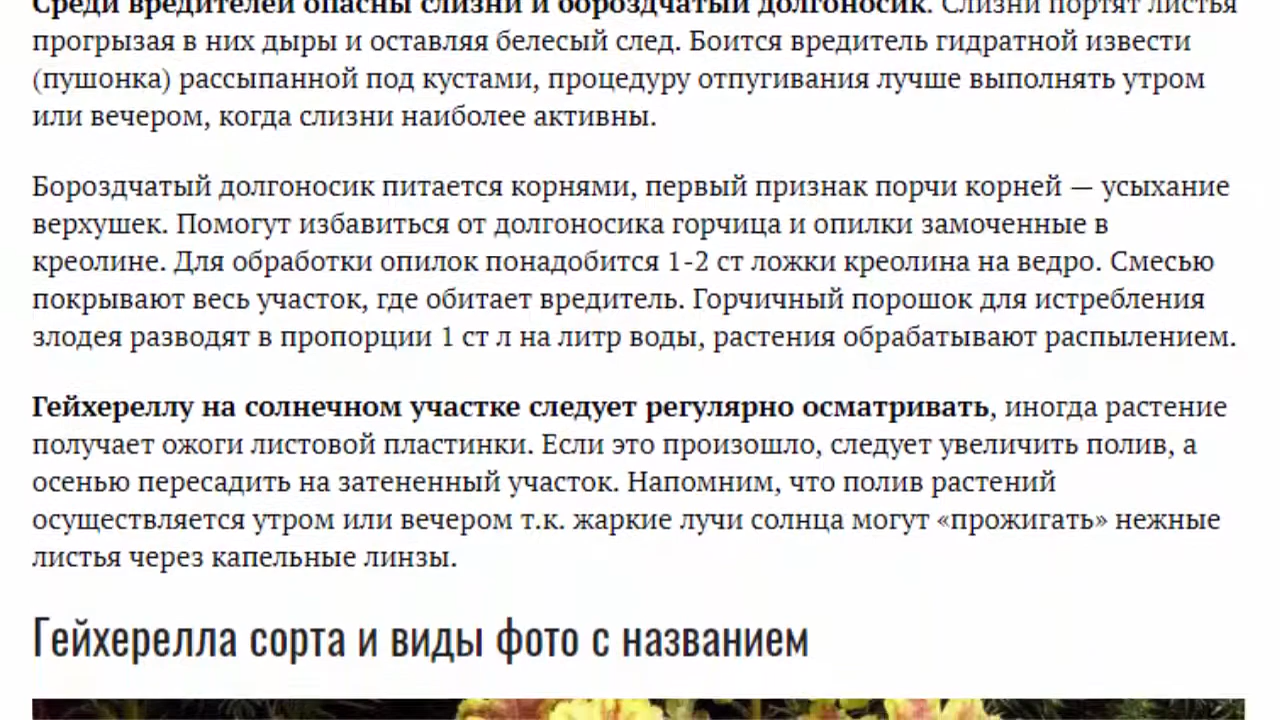 Среди вредителей опасны слизни и бороздчатый долгоносик. Слизни портят листья
прогрызая в них дыры и оставляя белесый след. Боится вредитель гидратной извести
(пушонка) рассыпанной под кустами, процедуру отпугивания лучше выполнять утром
или вечером, когда слизни наиболее активны.
Бороздчатый долгоносик питается корнями, первый признак порчи корней — усыхание
верхушек. Помогут избавиться от долгоносика горчица и опилки замоченные в
креолине. Для обработки опилок понадобится 1-2 ст ложки креолина на ведро. Смесью
покрывают весь участок, где обитает вредитель. Горчичный порошок для истребления
злодея разводят в пропорции 1 ст л на литр воды, растения обрабатывают распылением.
Гейхереллу на солнечном участке следует регулярно осматривать, иногда растение
получает ожоги листовой пластинки. Если это произошло, следует увеличить полив, а
осенью пересадить на затененный участок. Напомним, что полив растений
осуществляется утром или вечером т.к. жаркие лучи солнца могут «прожигать» нежные
листья через капельные линзы.
Гейхерелла сорта и виды фото с названием